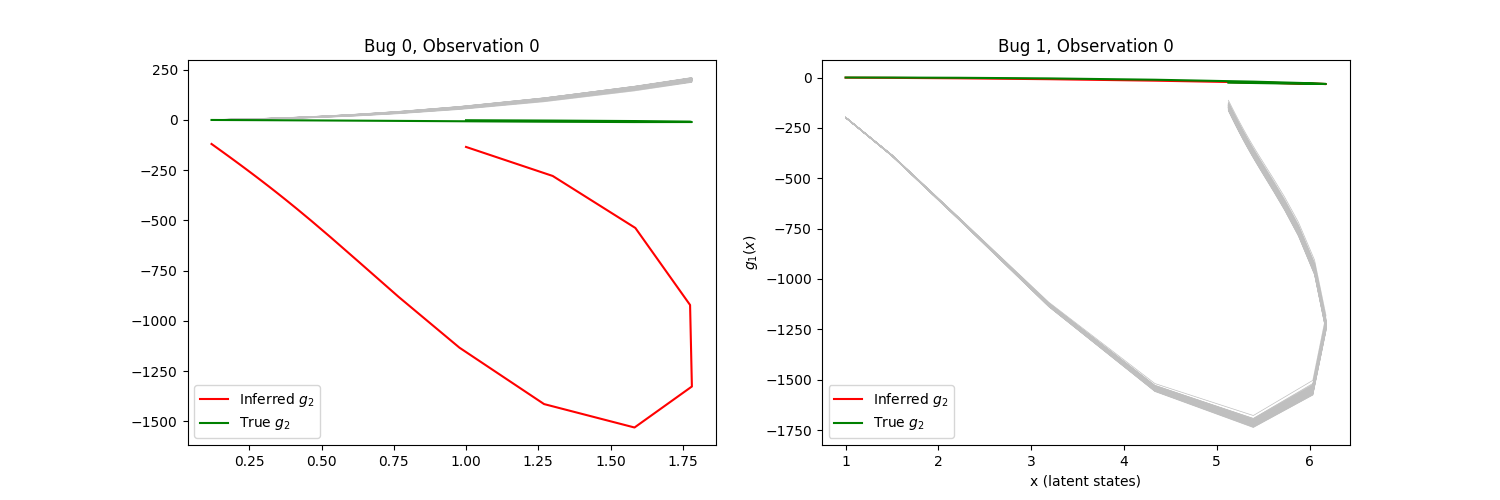 Bug 0, Observation 0
250
0
−250
−500
−750
−1000
−1250
−1500
0.25 0.50 0.75 1.00 1.25 1.50 1.75
Inferred g₂
True g₂
Bug 1, Observation 0
g₁(x)
0
−250
−500
−750
−1000
−1250
−1500
−1750
1 2 3 4 5 6
x (latent states)
Inferred g₂
True g₂